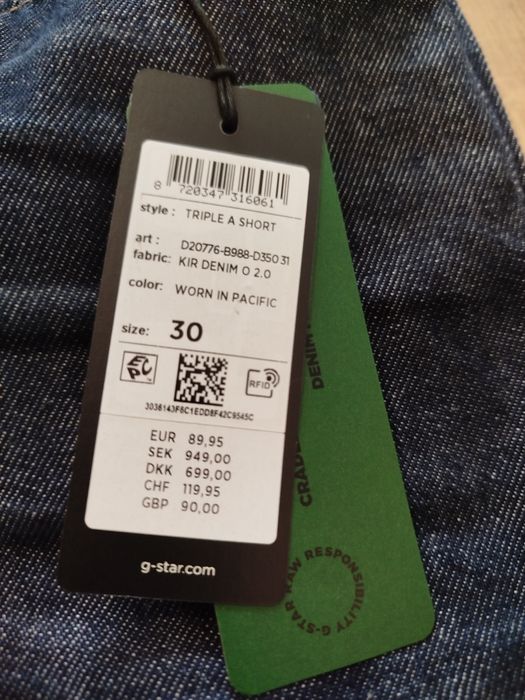 8 720347 316061
style : TRIPLE A SHORT
art : D20776-B988-D350 31
fabric: KIR DENIM O 2.0
color: WORN IN PACIFIC
size: 30
EPC
RFID
3036143F6C1EDD8F42C9545C
EUR 89,95
SEK 949,00
DKK 699,00
CHF 119,95
GBP 90,00
g-star.com
DENIM
CRADLE
G-STAR RAW RESPONSIBILITY